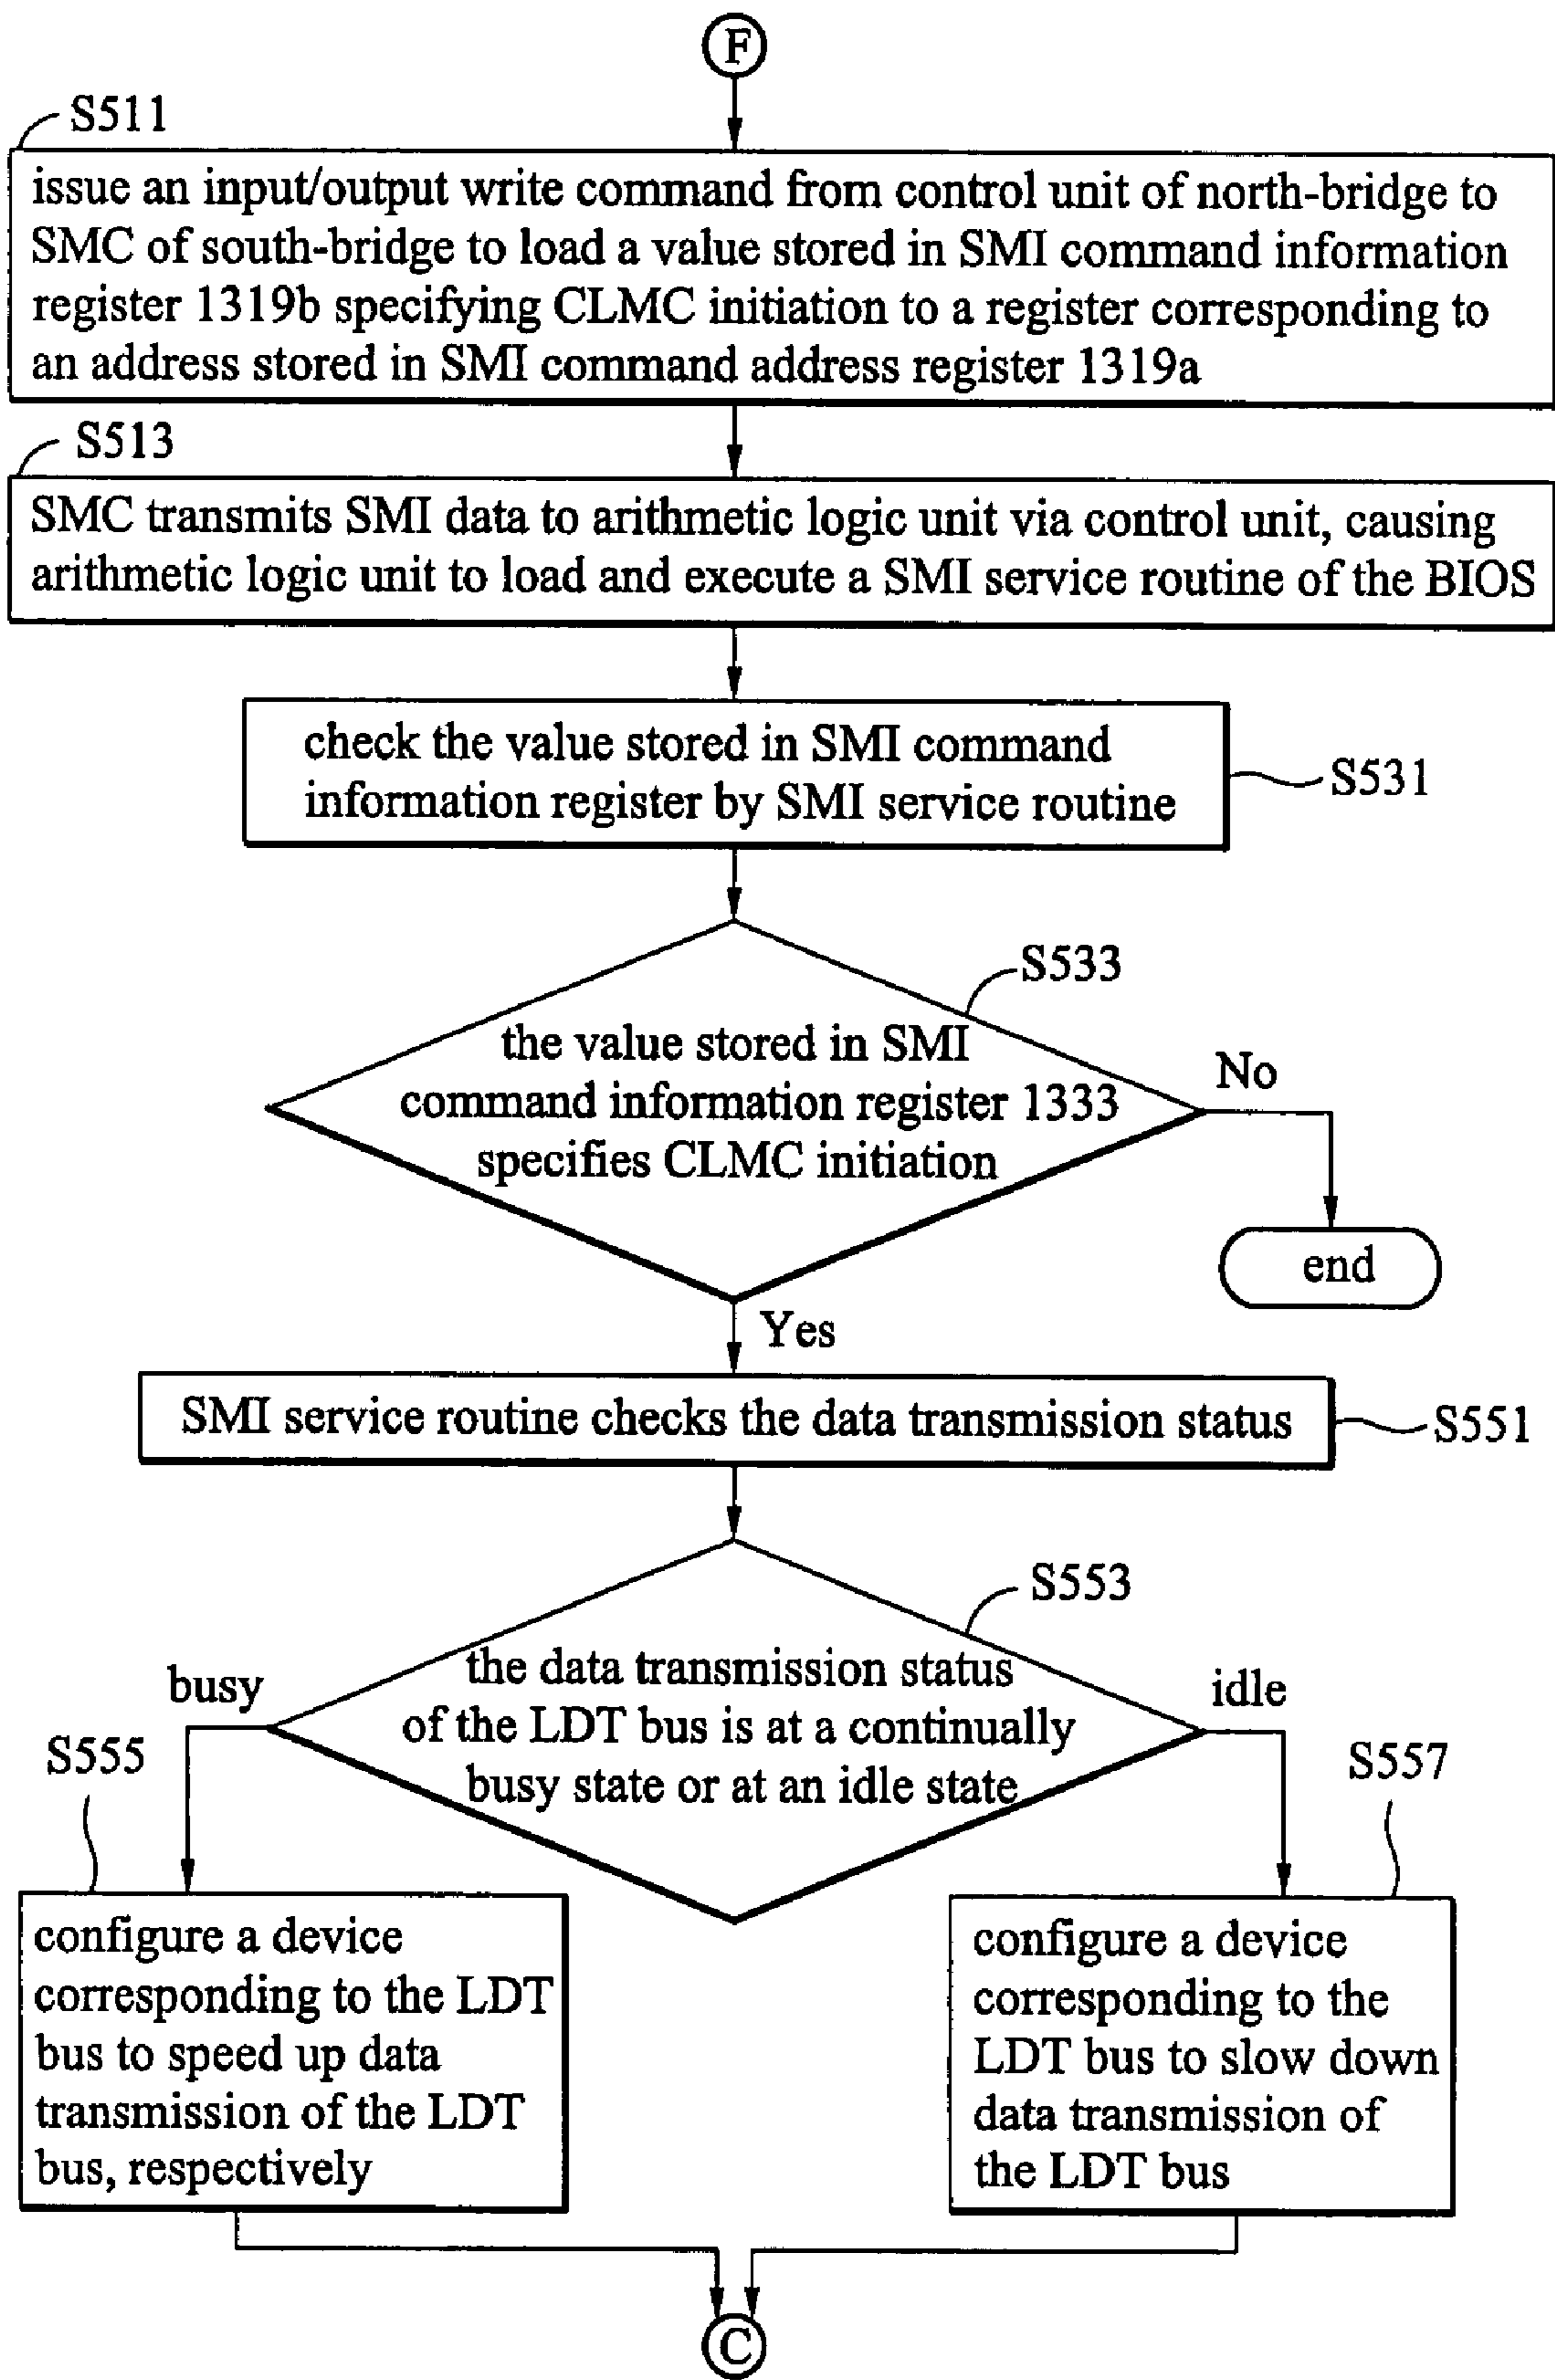 F
S511
issue an input/output write command from control unit of north-bridge to
SMC of south-bridge to load a value stored in SMI command information
register 1319b specifying CLMC initiation to a register corresponding to
an address stored in SMI command address register 1319a
S513
SMC transmits SMI data to arithmetic logic unit via control unit, causing
arithmetic logic unit to load and execute a SMI service routine of the BIOS
check the value stored in SMI command
information register by SMI service routine
S531
S533
the value stored in SMI
command information register 1333
specifies CLMC initiation
No
end
Yes
SMI service routine checks the data transmission status
S551
S553
the data transmission status
of the LDT bus is at a continually
busy state or at an idle state
busy
idle
S555
S557
configure a device
corresponding to the LDT
bus to speed up data
transmission of the LDT
bus, respectively
configure a device
corresponding to the
LDT bus to slow down
data transmission of
the LDT bus
C